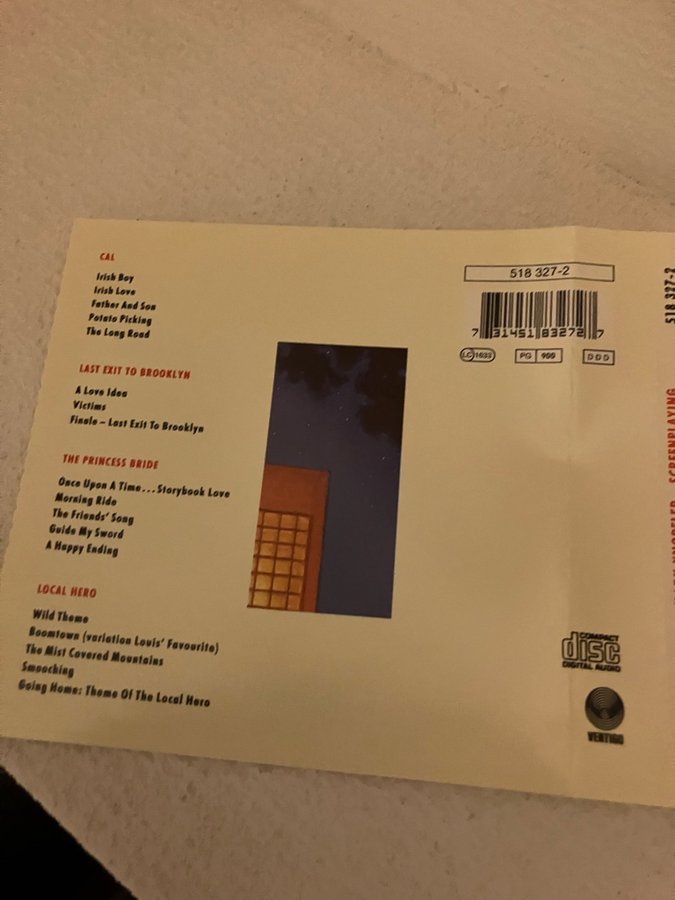 CAL
Irish Boy
Irish Love
Father And Son
Potato Picking
The Long Road
LAST EXIT TO BROOKLYN
A Love Idea
Victims
Finale – Last Exit To Brooklyn
THE PRINCESS BRIDE
Once Upon A Time...Storybook Love
Morning Ride
The Friends' Song
Guide My Sword
A Happy Ending
LOCAL HERO
Wild Theme
Boomtown (variation Louis' Favourite)
The Mist Covered Mountains
Smooching
Going Home: Theme Of The Local Hero
518 327-2
7 31451 83272 7
LC 1633 PG 900 DDD
COMPACT
disc
DIGITAL AUDIO
VERTIGO
518 327-2
SCREENPLAYING